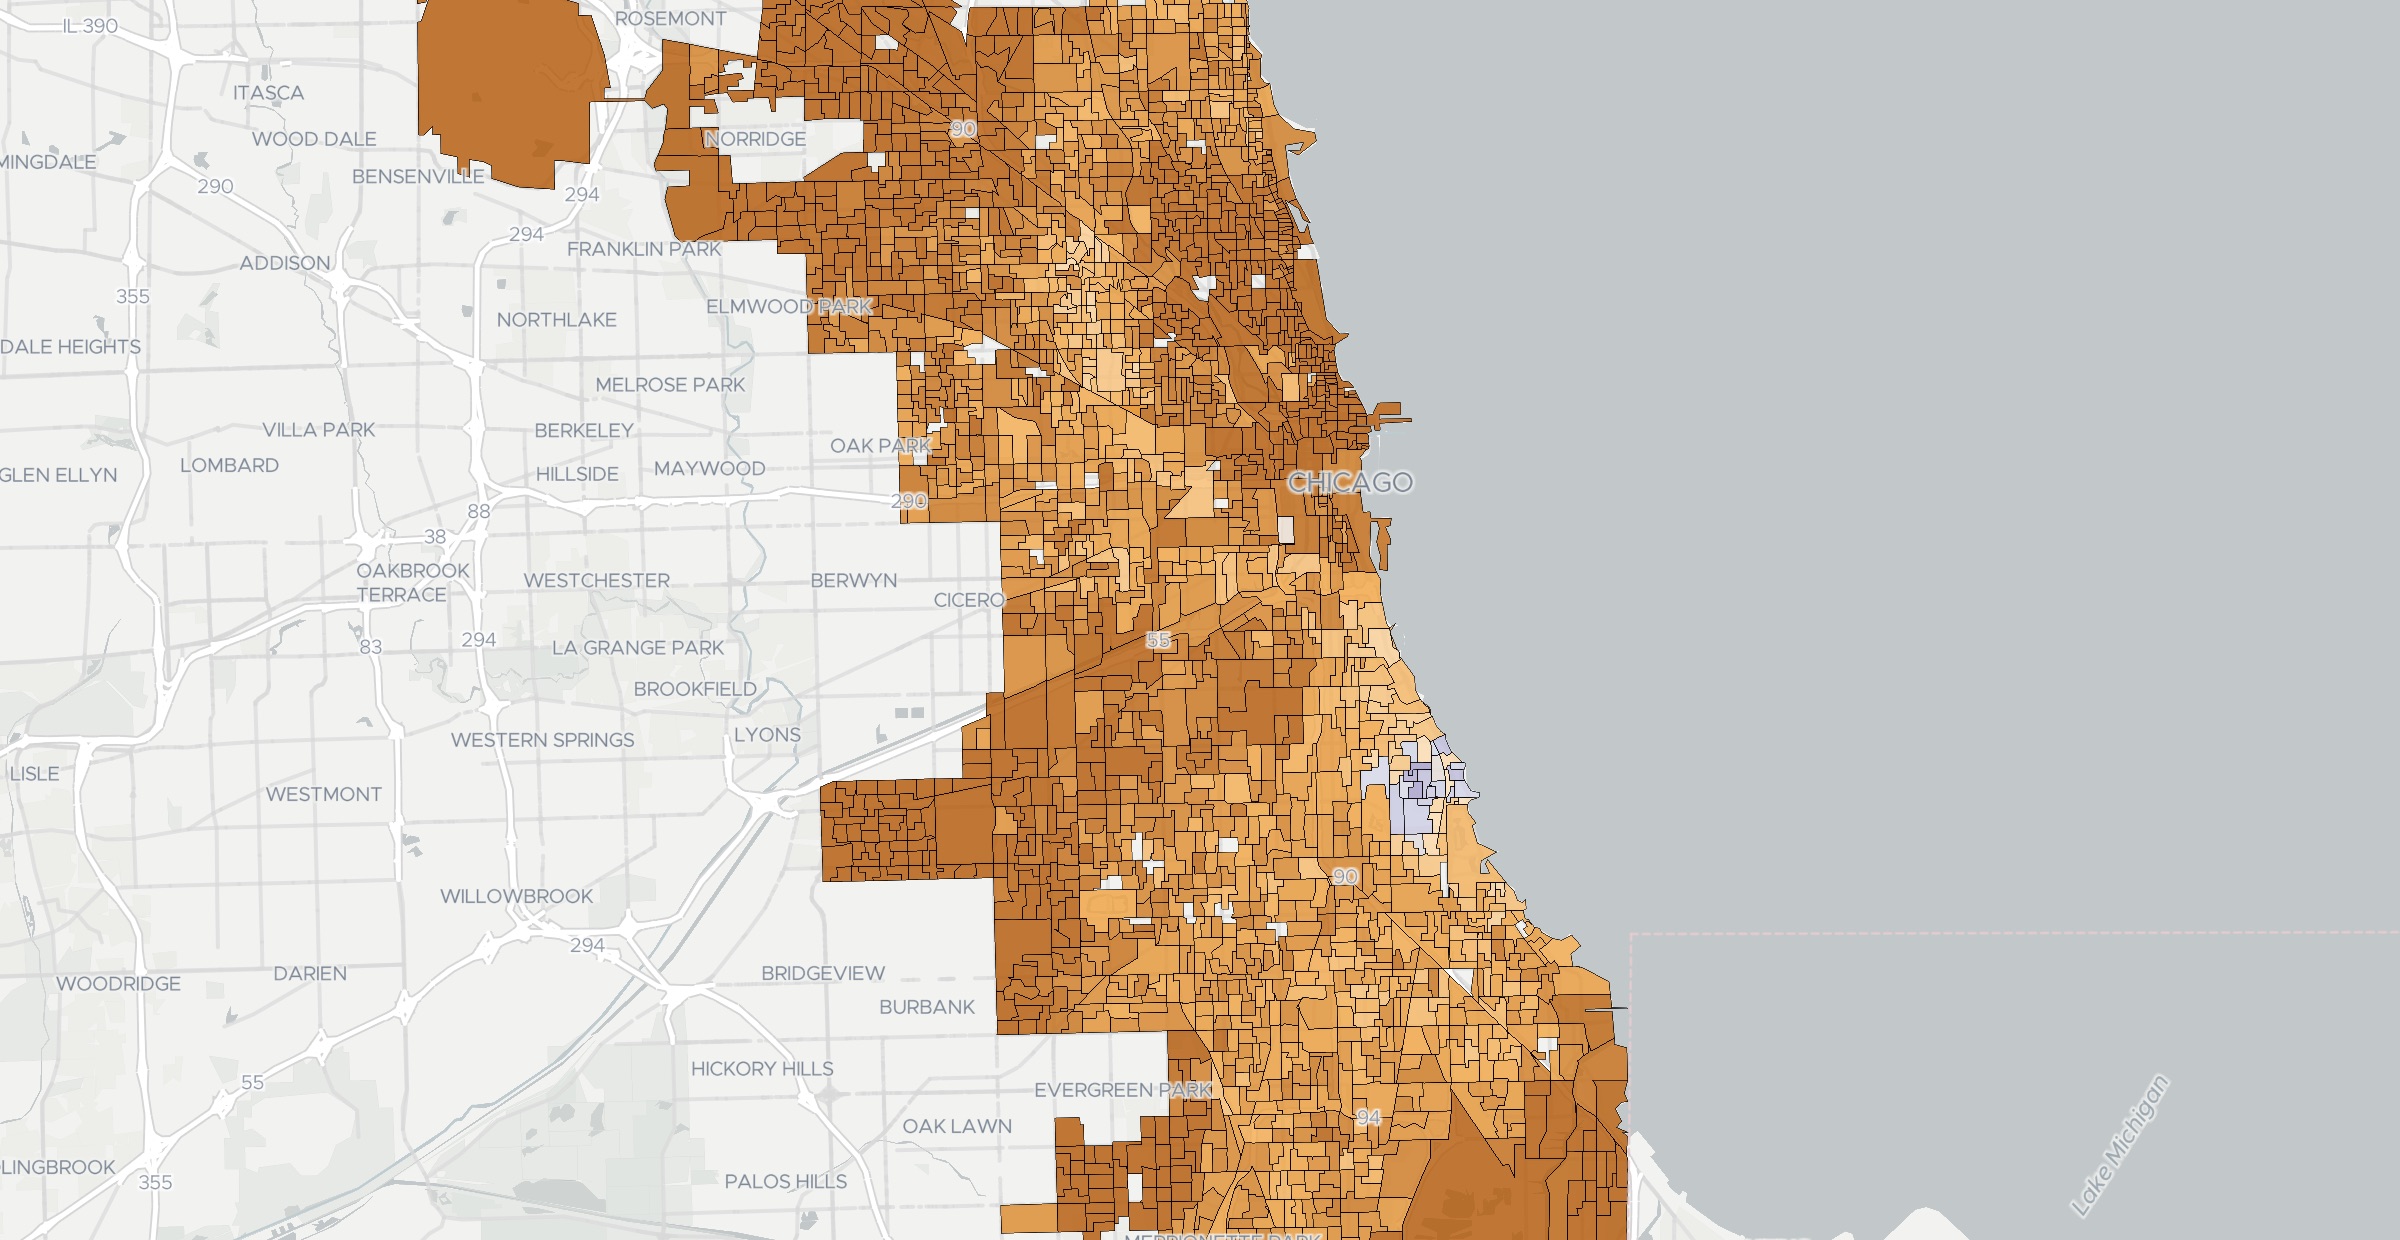 ROSEMONT
IL 390
ITASCA
WOOD DALE
NORRIDGE
90
MINGDALE
BENSENVILLE
290
294
294
FRANKLIN PARK
ADDISON
355
ELMWOOD PARK
NORTHLAKE
DALE HEIGHTS
MELROSE PARK
VILLA PARK
BERKELEY
OAK PARK
LOMBARD
GLEN ELLYN
HILLSIDE
MAYWOOD
CHICAGO
290
88
38
OAKBROOK
TERRACE
WESTCHESTER
BERWYN
CICERO
83
294
55
LA GRANGE PARK
BROOKFIELD
WESTERN SPRINGS
LYONS
LISLE
WESTMONT
90
WILLOWBROOK
294
WOODRIDGE
DARIEN
BRIDGEVIEW
BURBANK
HICKORY HILLS
55
EVERGREEN PARK
94
OAK LAWN
Lake Michigan
LINGBROOK
355
PALOS HILLS
MERRIONETTE PARK